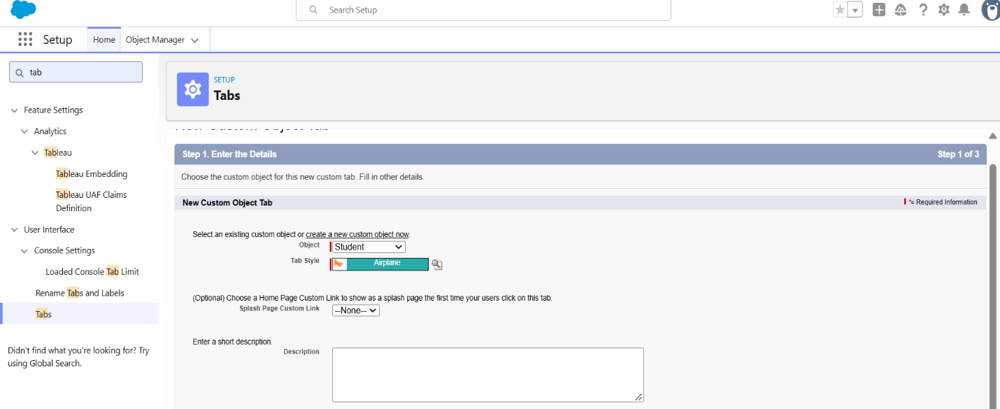 Search Setup
Setup
Home
Object Manager
tab
Feature Settings
Analytics
Tableau
Tableau Embedding
Tableau UAF Claims
Definition
User Interface
Console Settings
Loaded Console Tab Limit
Rename Tabs and Labels
Tabs
Didn't find what you're looking for? Try
using Global Search.
SETUP
Tabs
New Custom Object Tab
Step 1. Enter the Details
Step 1 of 3
Choose the custom object for this new custom tab. Fill in other details.
New Custom Object Tab
*= Required Information
Select an existing custom object or create a new custom object now.
Object
Student
Tab Style
Airplane
(Optional) Choose a Home Page Custom Link to show as a splash page the first time your users click on this tab.
Splash Page Custom Link
--None--
Enter a short description.
Description